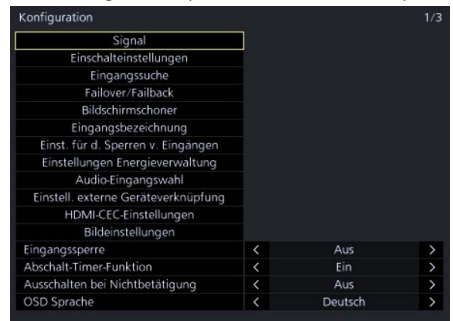 Konfiguration 1/3
Signal
Einschalteinstellungen
Eingangssuche
Failover/Failback
Bildschirmschoner
Eingangsbezeichnung
Einst. für d. Sperren v. Eingängen
Einstellungen Energieverwaltung
Audio-Eingangswahl
Einstell. externe Geräteverknüpfung
HDMI-CEC-Einstellungen
Bildeinstellungen
Eingangssperre < Aus >
Abschalt-Timer-Funktion < Ein >
Ausschalten bei Nichtbetätigung < Aus >
OSD Sprache < Deutsch >